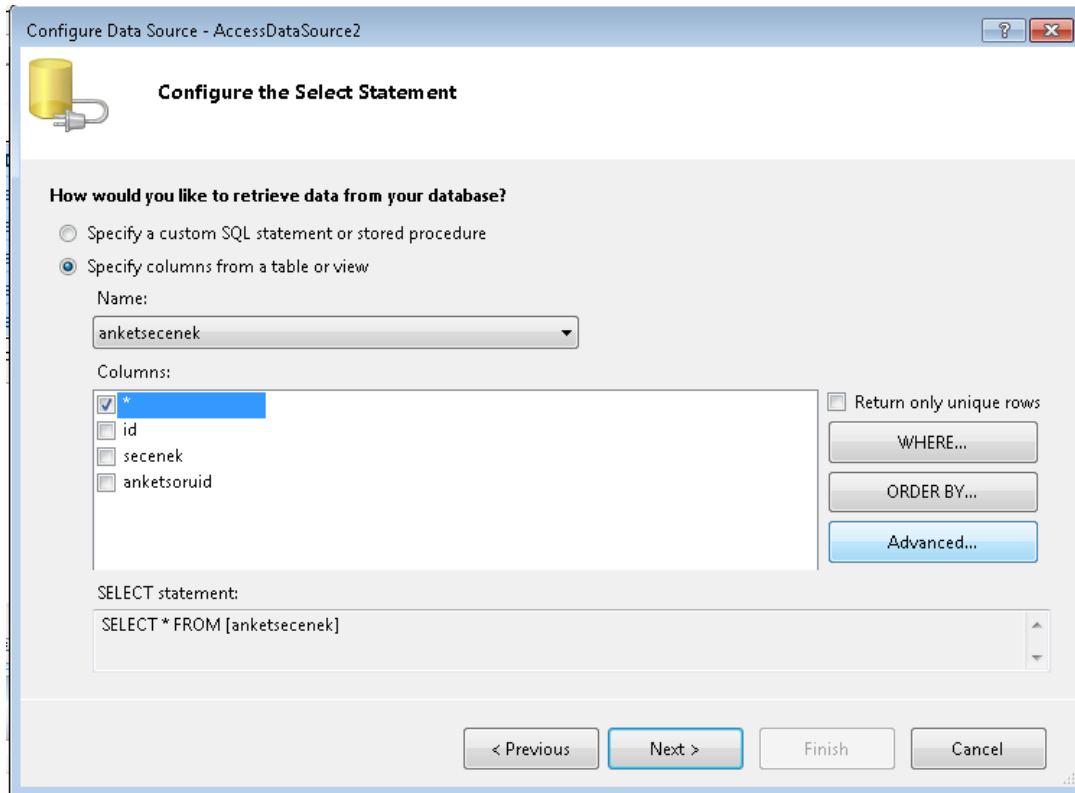 Configure Data Source - AccessDataSource2
Configure the Select Statement
How would you like to retrieve data from your database?
Specify a custom SQL statement or stored procedure
Specify columns from a table or view
Name:
anketsecenek
Columns:
*
id
secenek
anketsoruid
Return only unique rows
WHERE...
ORDER BY...
Advanced...
SELECT statement:
SELECT * FROM [anketsecenek]
< Previous
Next >
Finish
Cancel